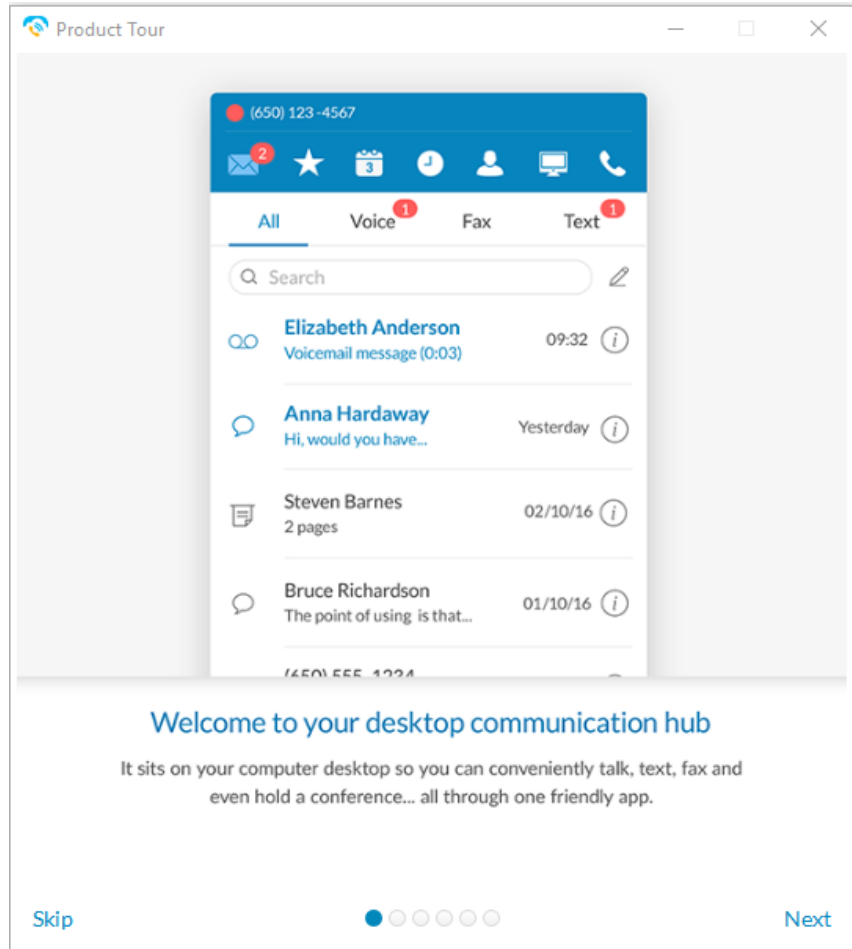 Product Tour
(650) 123 -4567
2
3
All
Voice 1
Fax
Text 1
Search
Elizabeth Anderson
09:32
Voicemail message (0:03)
Anna Hardaway
Yesterday
Hi, would you have...
Steven Barnes
02/10/16
2 pages
Bruce Richardson
01/10/16
The point of using is that...
(650) 555-1234
Welcome to your desktop communication hub
It sits on your computer desktop so you can conveniently talk, text, fax and
even hold a conference... all through one friendly app.
Skip
Next